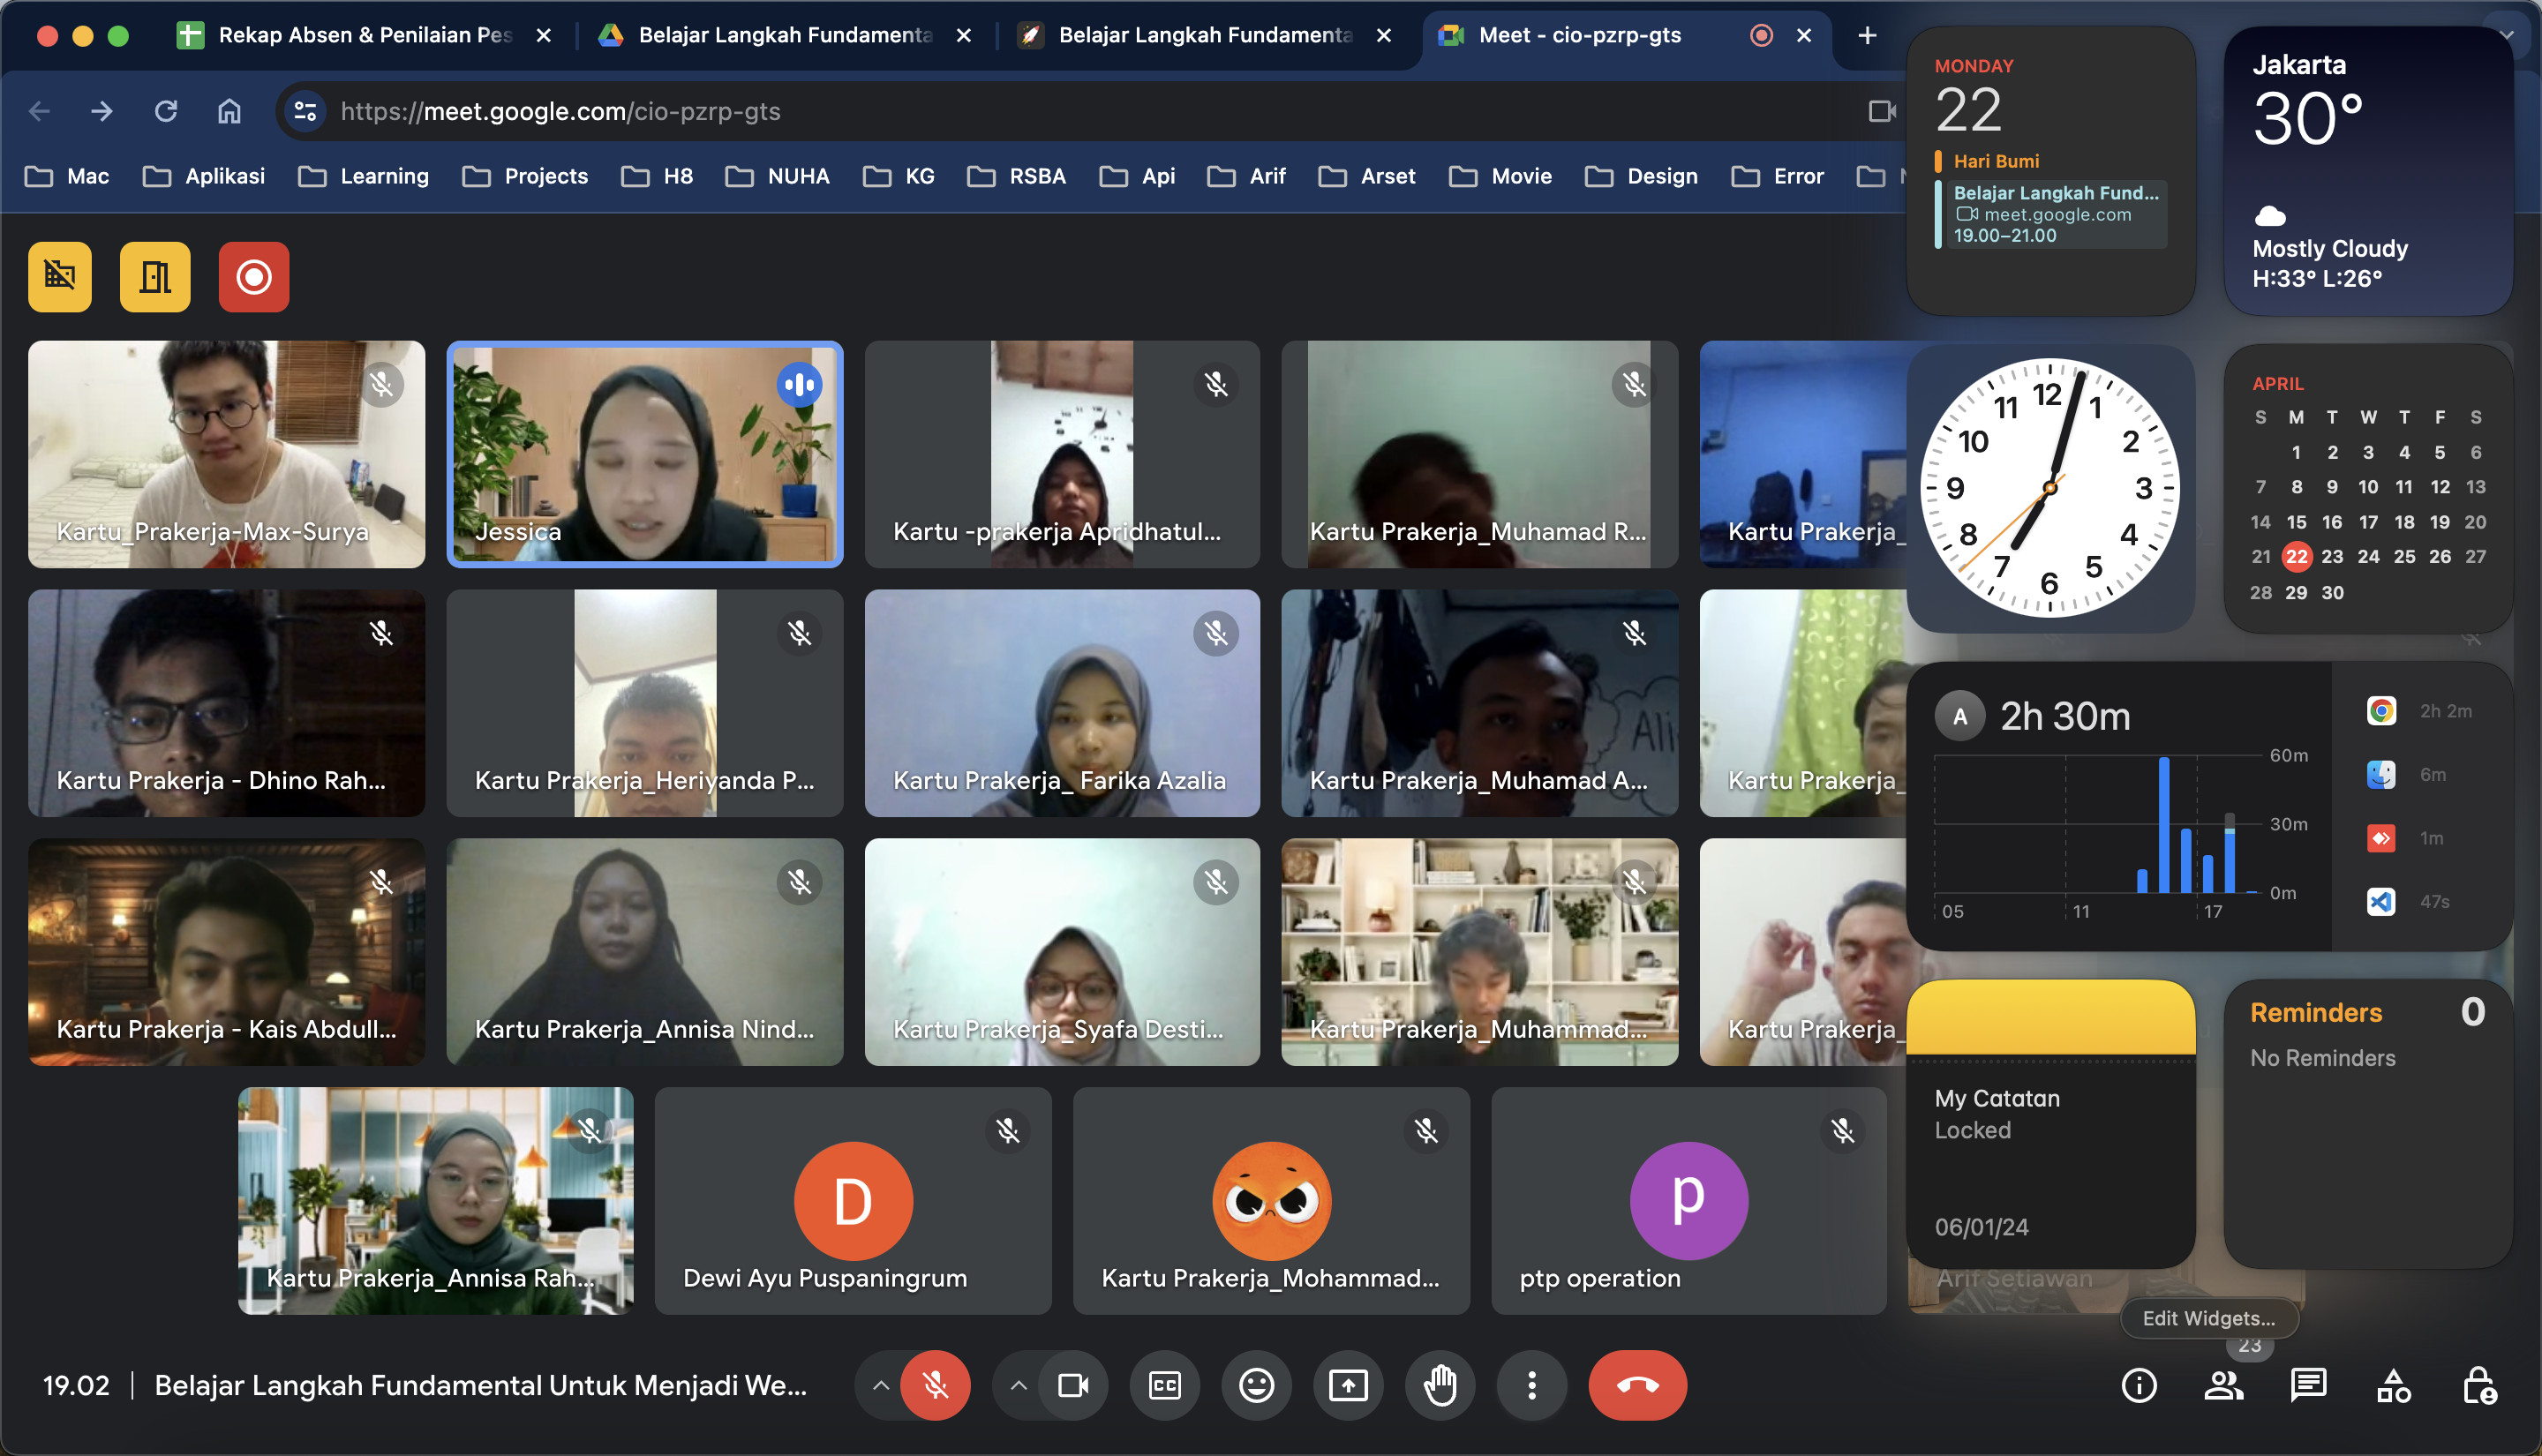 Rekap Absen & Penilaian Pes
Belajar Langkah Fundamenta
Belajar Langkah Fundamenta
Meet - cio-pzrp-gts
https://meet.google.com/cio-pzrp-gts
Mac
Aplikasi
Learning
Projects
H8
NUHA
KG
RSBA
Api
Arif
Arset
Movie
Design
Error
MONDAY
22
Hari Bumi
Belajar Langkah Fund...
meet.google.com
19.00–21.00
Jakarta
30°
Mostly Cloudy
H:33° L:26°
Kartu_Prakerja-Max-Surya
Jessica
Kartu -prakerja Apridhatul...
Kartu Prakerja_Muhamad R...
Kartu Prakerja_
12
1
2
3
4
5
6
7
8
9
10
11
APRIL
S M T W T F S
1 2 3 4 5 6
7 8 9 10 11 12 13
14 15 16 17 18 19 20
21 22 23 24 25 26 27
28 29 30
Kartu Prakerja - Dhino Rah...
Kartu Prakerja_Heriyanda P...
Kartu Prakerja_ Farika Azalia
Ali
Kartu Prakerja_Muhamad A...
Kartu Prakerja_
A
2h 30m
60m
30m
0m
05
11
17
2h 2m
6m
1m
47s
Kartu Prakerja - Kais Abdull...
Kartu Prakerja_Annisa Nind...
Kartu Prakerja_Syafa Desti...
Kartu Prakerja_Muhammad...
Kartu Prakerja_
My Catatan
Locked
06/01/24
Reminders
0
No Reminders
Kartu Prakerja_Annisa Rah...
D
Dewi Ayu Puspaningrum
Kartu Prakerja_Mohammad...
p
ptp operation
Arif Setiawan
Edit Widgets...
23
19.02
Belajar Langkah Fundamental Untuk Menjadi We...
CC